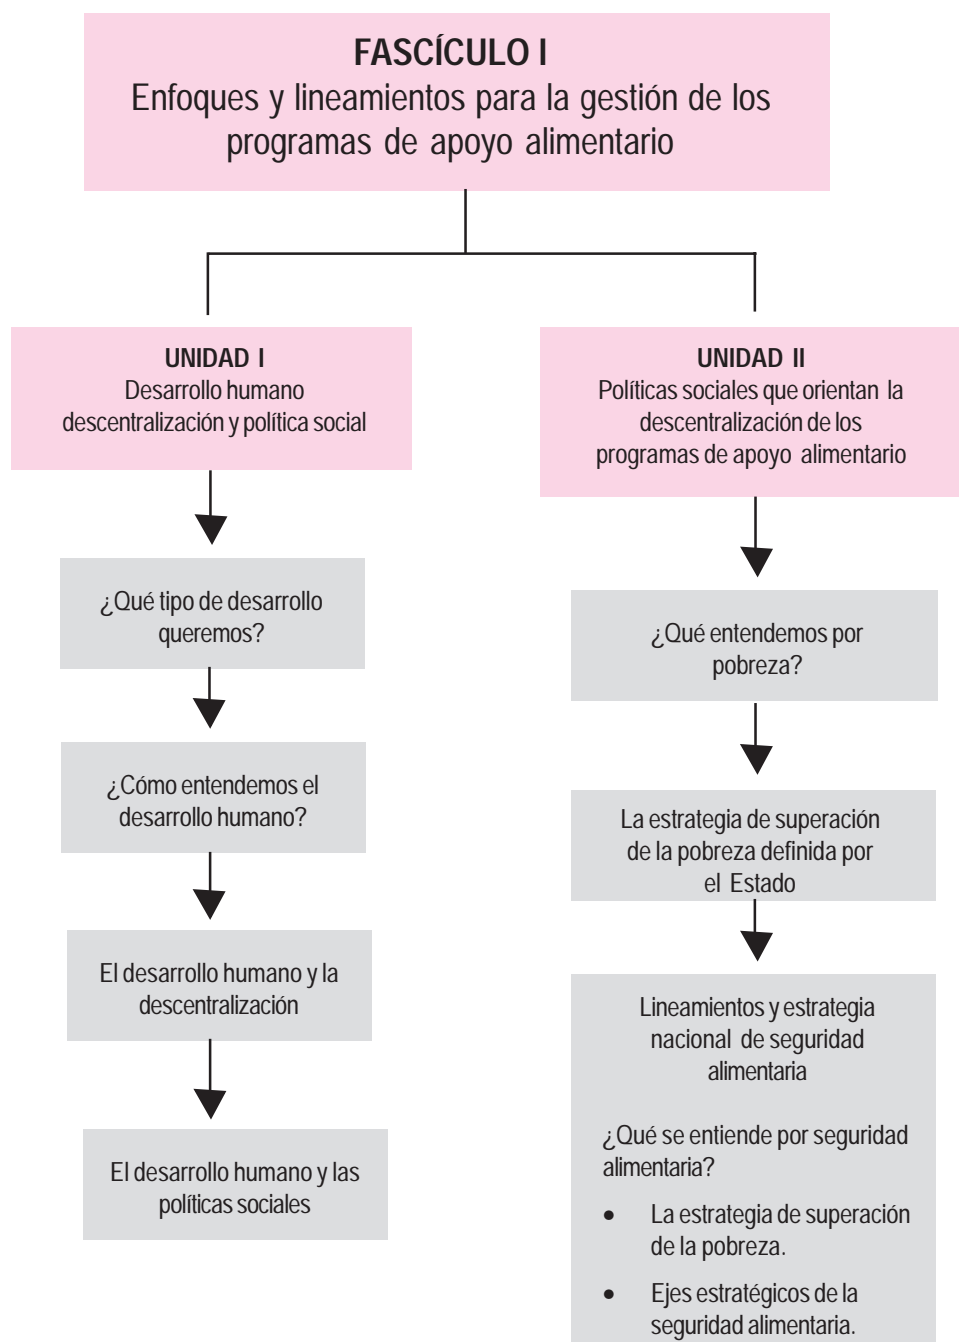 FASCÍCULO I
Enfoques y lineamientos para la gestión de los
programas de apoyo alimentario
UNIDAD I
Desarrollo humano
descentralización y política social
¿Qué tipo de desarrollo
queremos?
¿Cómo entendemos el
desarrollo humano?
El desarrollo humano y la
descentralización
El desarrollo humano y las
políticas sociales
UNIDAD II
Políticas sociales que orientan la
descentralización de los
programas de apoyo alimentario
¿Qué entendemos por
pobreza?
La estrategia de superación
de la pobreza definida por
el Estado
Lineamientos y estrategia
nacional de seguridad
alimentaria
¿Qué se entiende por seguridad
alimentaria?
• La estrategia de superación
de la pobreza.
• Ejes estratégicos de la
seguridad alimentaria.